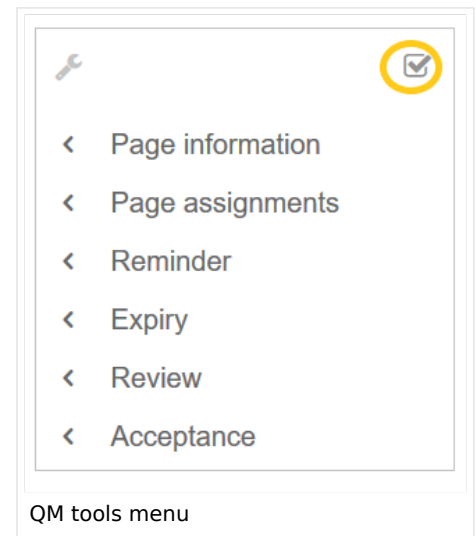 Page information
Page assignments
Reminder
Expiry
Review
Acceptance
QM tools menu